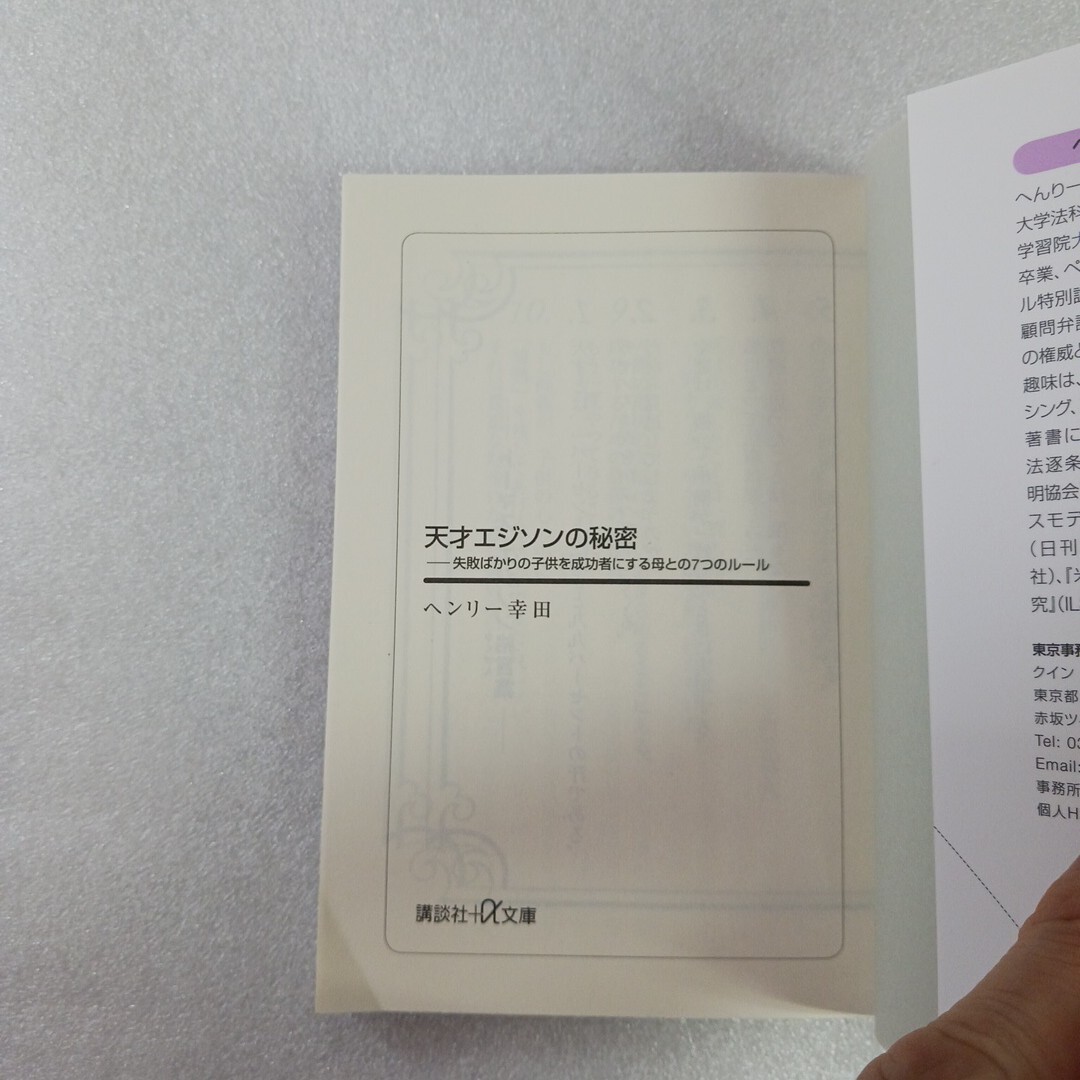 天才エジソンの秘密
――失敗ばかりの子供を成功者にする母との7つのルール
ヘンリー幸田
講談社+α文庫
へんりー
大学法科
学習院大
卒業、ペ
ル特別
顧問弁
の権威
趣味は、
シング、
著書に
法逐条
明協会
スモテ
(日刊
社)、『
究』(IL
東京事務
クイン
東京都
赤坂ツ
Tel: 03
Email:
事務所
個人H